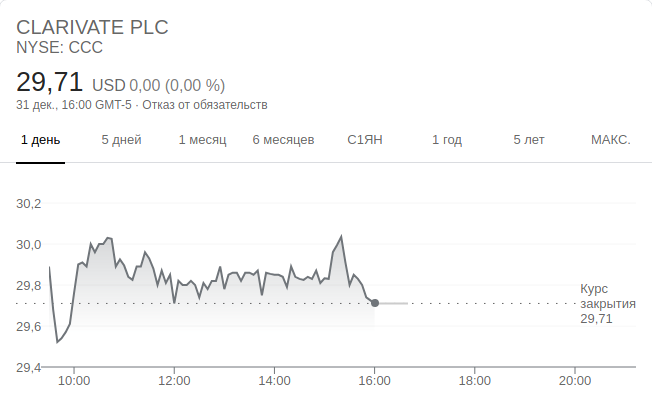 CLARIVATE PLC
NYSE: CCC
29,71 USD 0,00 (0,00 %)
31 дек., 16:00 GMT-5 · Отказ от обязательств
1 день 5 дней 1 месяц 6 месяцев С1ЯН 1 год 5 лет МАКС.
30,2
30,0
29,8
29,6
29,4
Курс
закрытия
29,71
10:00 12:00 14:00 16:00 18:00 20:00